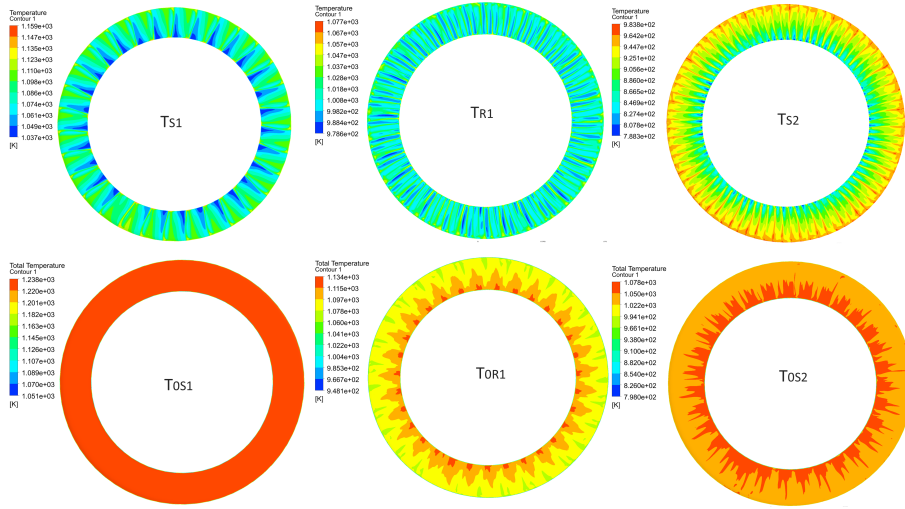 Temperature
Contour 1
1.159e+03
1.147e+03
1.135e+03
1.123e+03
1.110e+03
1.098e+03
1.086e+03
1.074e+03
1.061e+03
1.049e+03
1.037e+03
[K]
TS1
Temperature
Contour 1
1.077e+03
1.067e+03
1.057e+03
1.047e+03
1.037e+03
1.028e+03
1.018e+03
1.008e+03
9.982e+02
9.884e+02
9.786e+02
[K]
TR1
Temperature
Contour 1
9.838e+02
9.642e+02
9.447e+02
9.251e+02
9.056e+02
8.860e+02
8.665e+02
8.469e+02
8.274e+02
8.078e+02
7.883e+02
[K]
TS2
Total Temperature
Contour 1
1.238e+03
1.220e+03
1.201e+03
1.182e+03
1.163e+03
1.145e+03
1.126e+03
1.107e+03
1.089e+03
1.070e+03
1.051e+03
[K]
T0S1
Total Temperature
Contour 1
1.134e+03
1.115e+03
1.097e+03
1.078e+03
1.060e+03
1.041e+03
1.022e+03
1.004e+03
9.853e+02
9.667e+02
9.481e+02
[K]
T0R1
Total Temperature
Contour 1
1.078e+03
1.050e+03
1.022e+03
9.941e+02
9.661e+02
9.380e+02
9.100e+02
8.820e+02
8.540e+02
8.260e+02
7.980e+02
[K]
T0S2